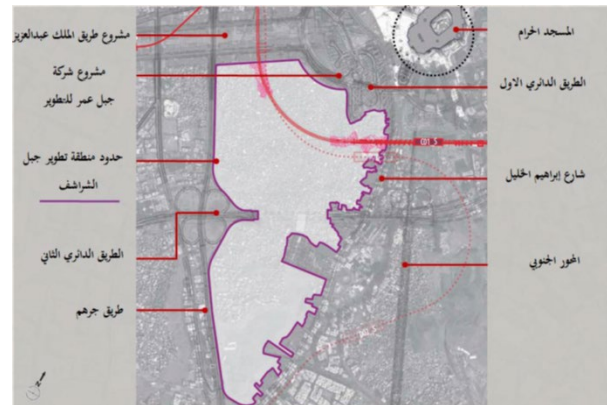 المسجد الحرام
الطريق الدائري الاول
شارع إبراهيم الخليل
المحور الجنوبي
مشروع طريق الملك عبدالعزيز
مشروع شركة
جبل عمر للتطوير
حدود منطقة تطوير جبل
الشراشف
الطريق الدائري الثاني
طريق جرهم